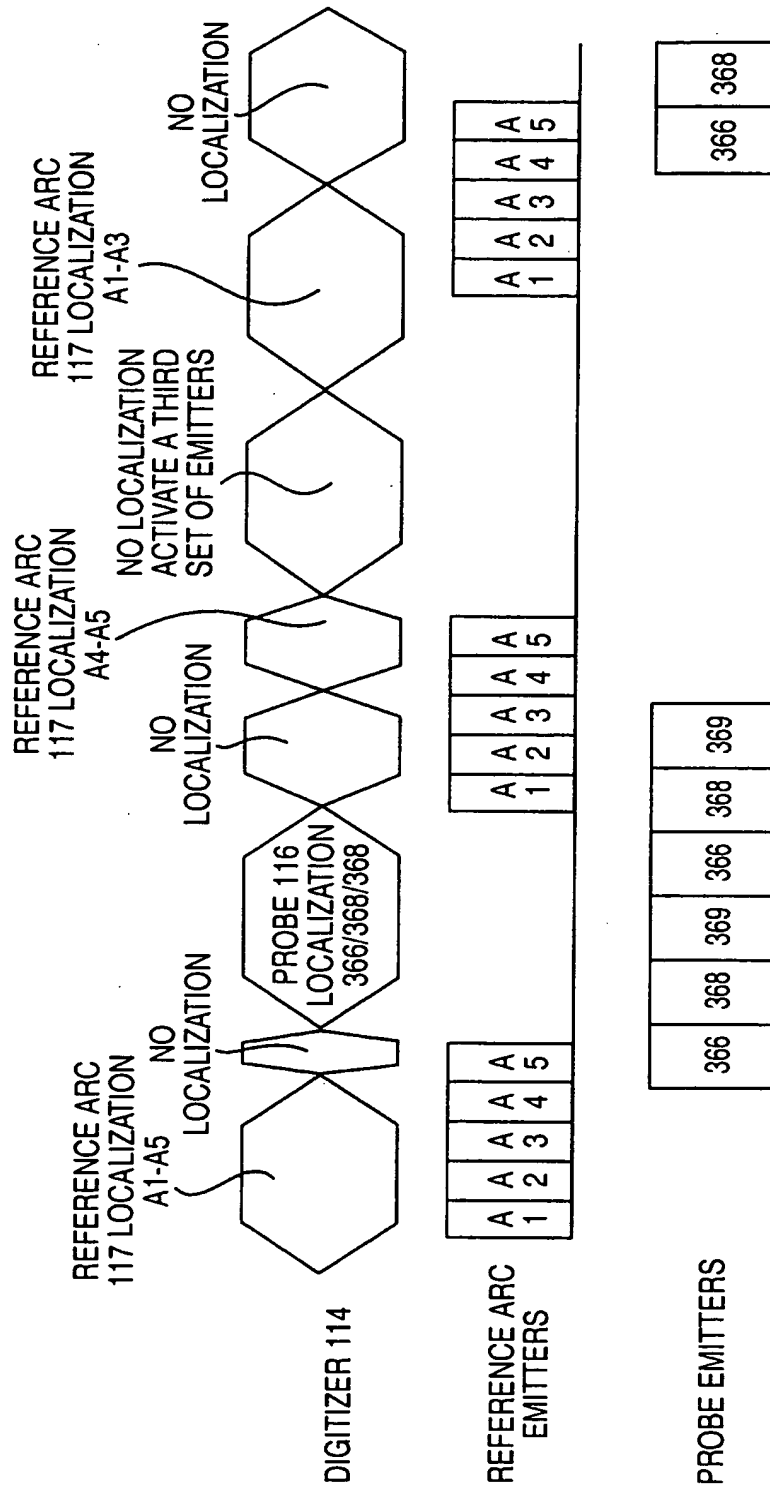 REFERENCE ARC
117 LOCALIZATION
A1-A5
NO
LOCALIZATION
PROBE 116
LOCALIZATION
366/368/368
NO
LOCALIZATION
REFERENCE ARC
117 LOCALIZATION
A4-A5
NO LOCALIZATION
ACTIVATE A THIRD
SET OF EMITTERS
REFERENCE ARC
117 LOCALIZATION
A1-A3
NO
LOCALIZATION
DIGITIZER 114
REFERENCE ARC
EMITTERS
A A A A A
1 2 3 4 5
A A A A A
1 2 3 4 5
A A A A A
1 2 3 4 5
PROBE EMITTERS
366 368 369 366 368 369
366 368